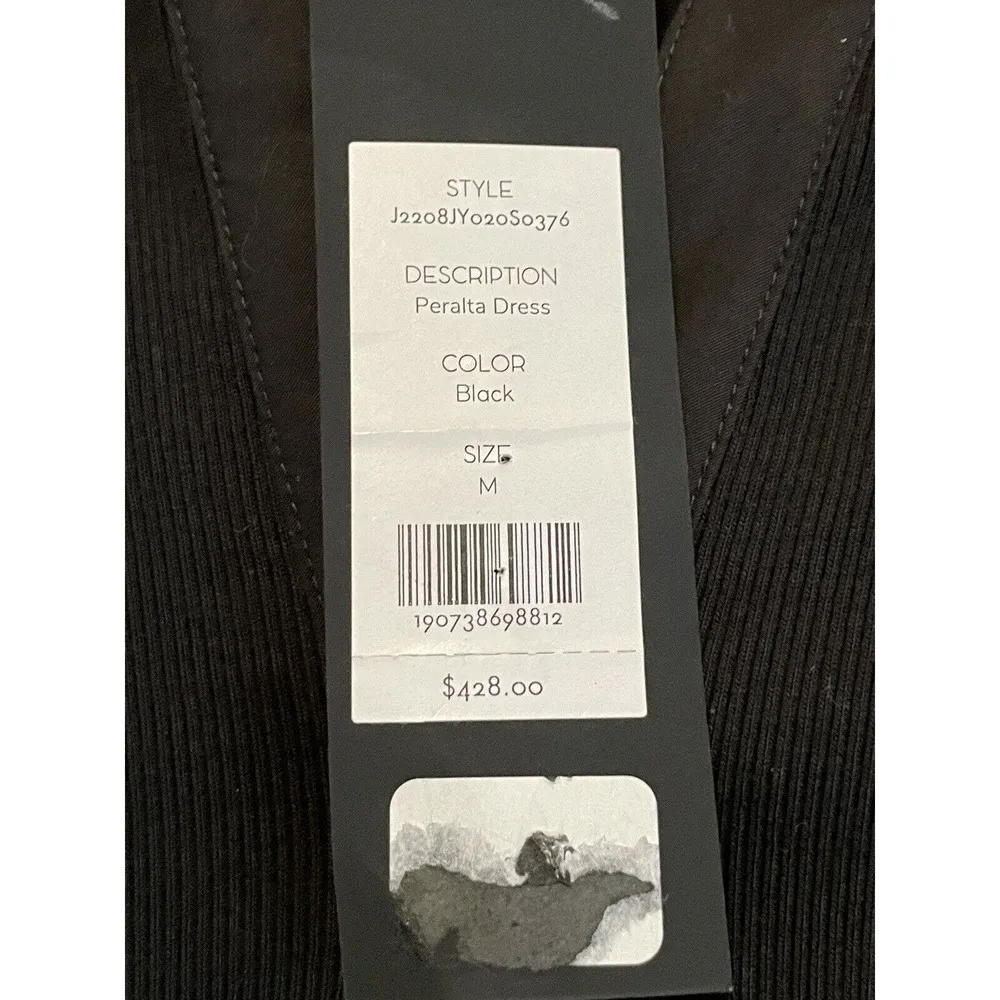 STYLE
J2208JY020S0376
DESCRIPTION
Peralta Dress
COLOR
Black
SIZE
M
190738698812
$428.00